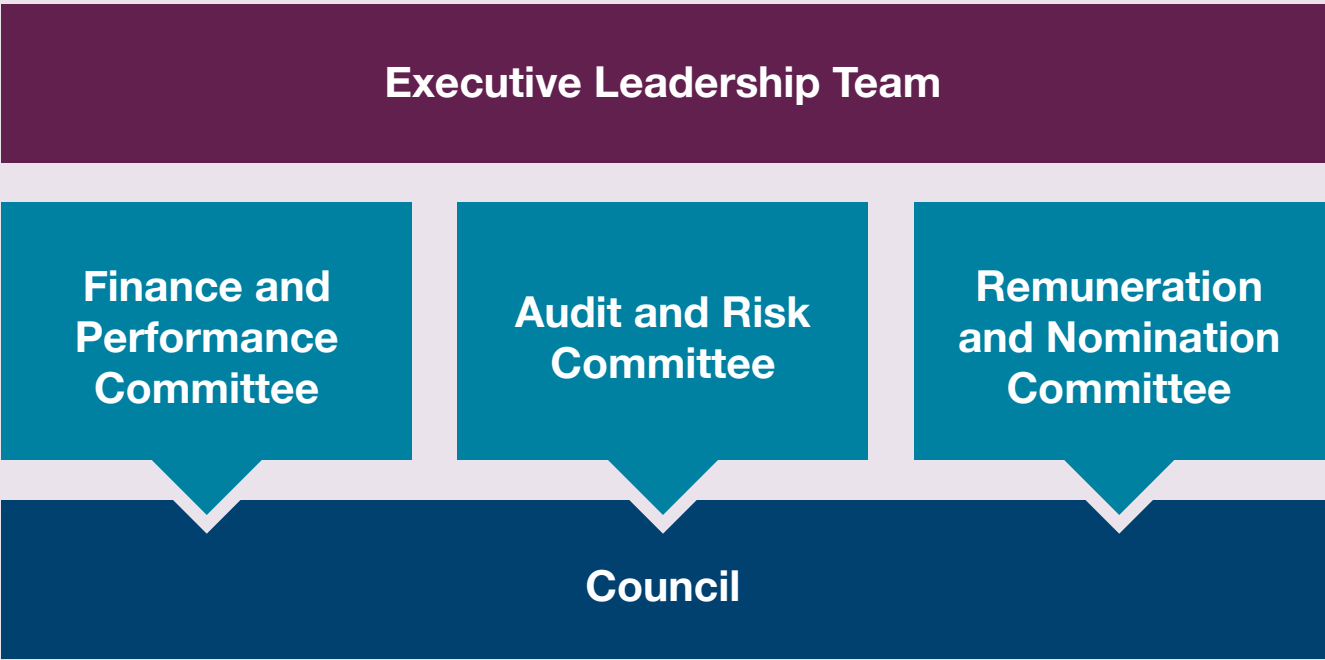 Executive Leadership Team
Finance and
Performance
Committee
Audit and Risk
Committee
Remuneration
and Nomination
Committee
Council